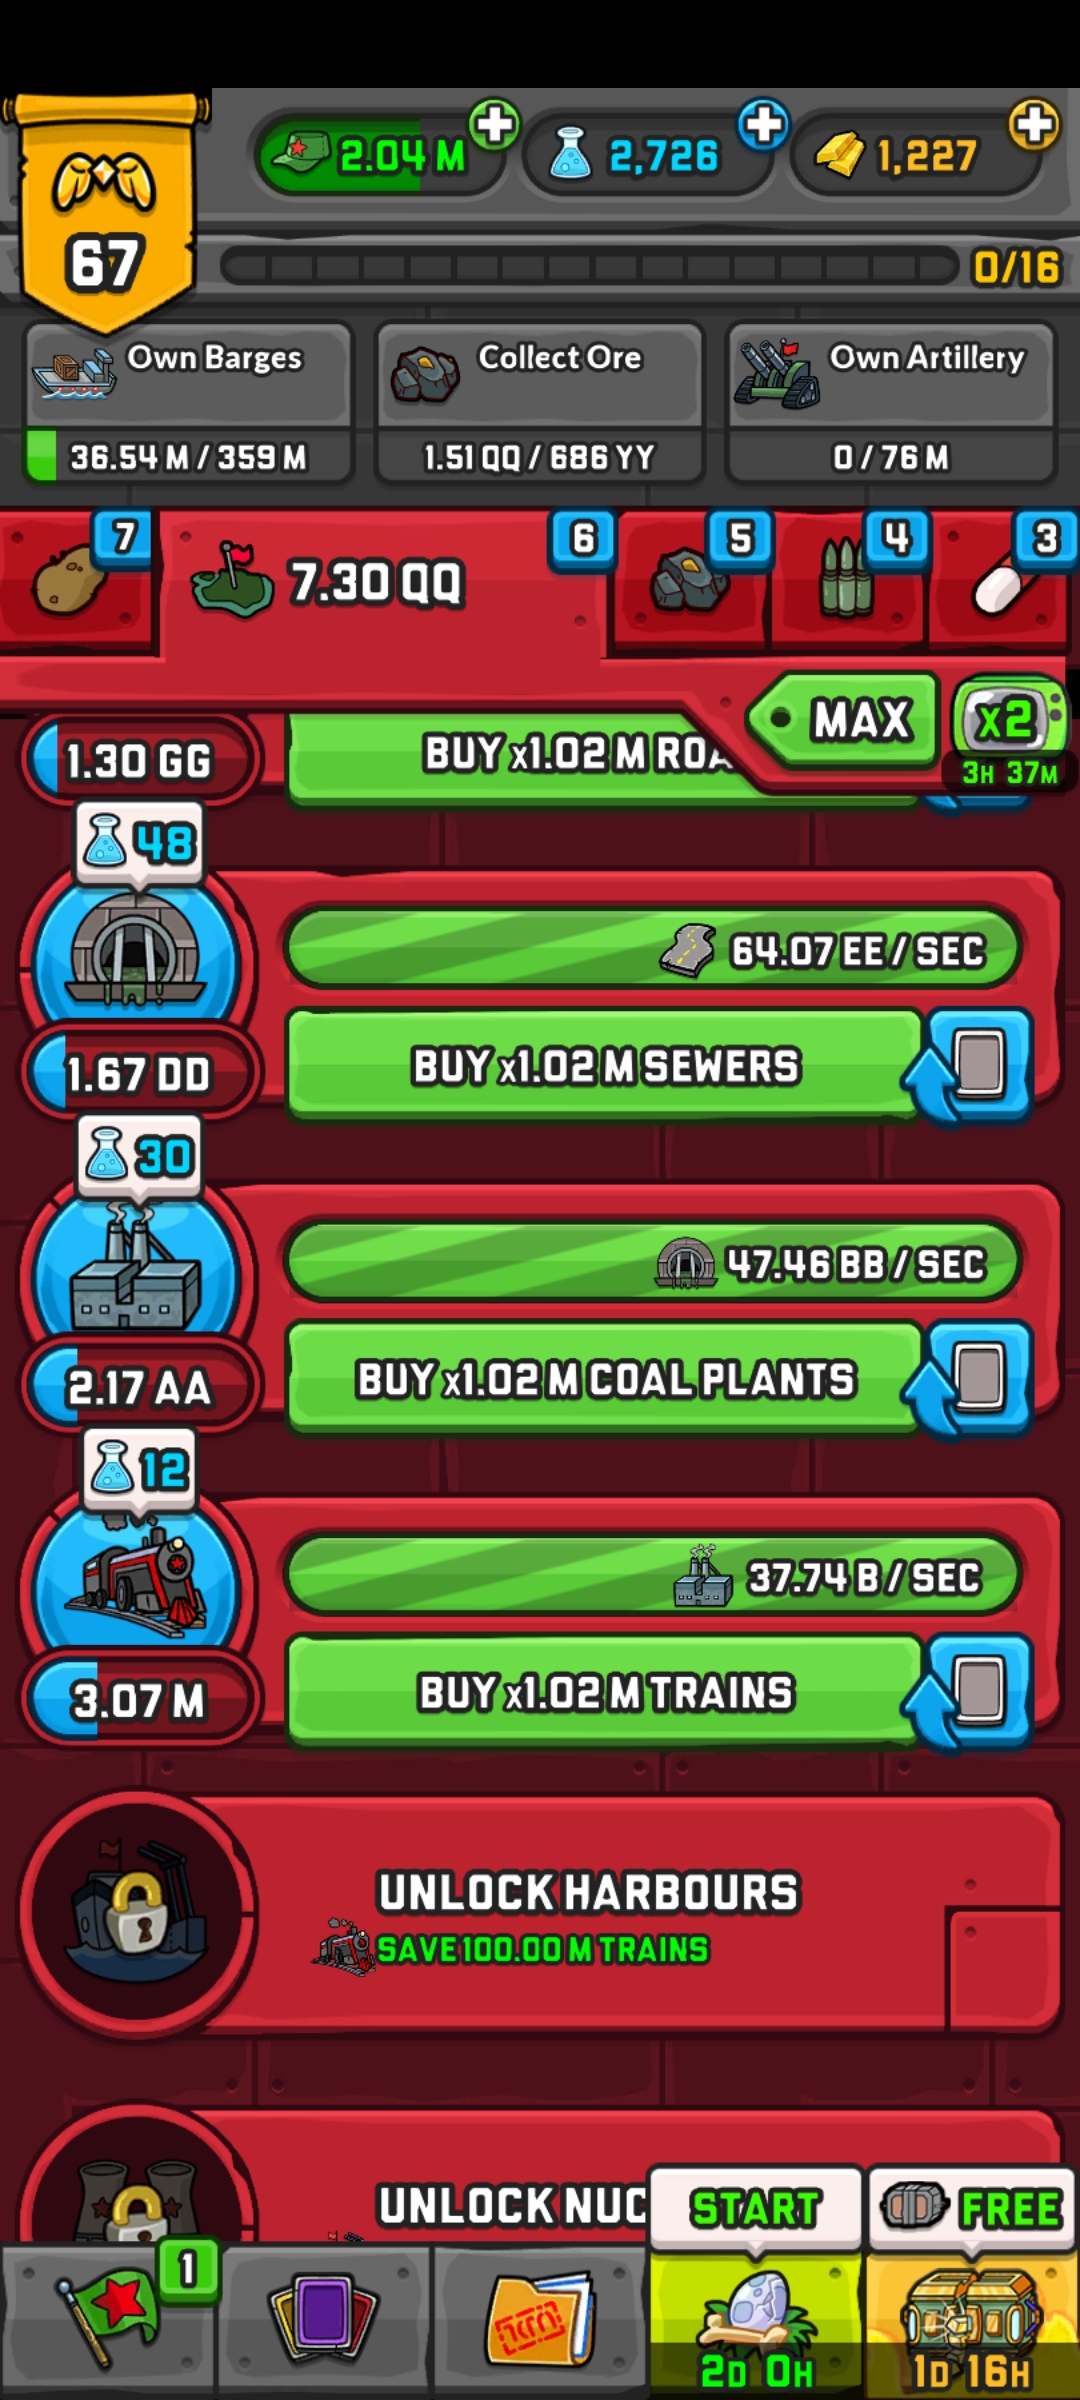 2.04 M
2,726
1,227
67
0/16
Own Barges
Collect Ore
Own Artillery
36.54 M / 359 M
1.51 QQ / 686 YY
0 / 76 M
7
6
5
4
3
7.30 QQ
MAX
x2
3H 37M
1.30 GG
BUY x1.02 M
48
64.07 EE / SEC
1.67 DD
BUY x1.02 M SEWERS
30
47.46 BB / SEC
2.17 AA
BUY x1.02 M COAL PLANTS
12
37.74 B / SEC
3.07 M
BUY x1.02 M TRAINS
UNLOCK HARBOURS
SAVE 100.00 M TRAINS
UNLOCK
START
FREE
1
2D 0H
1D 16H